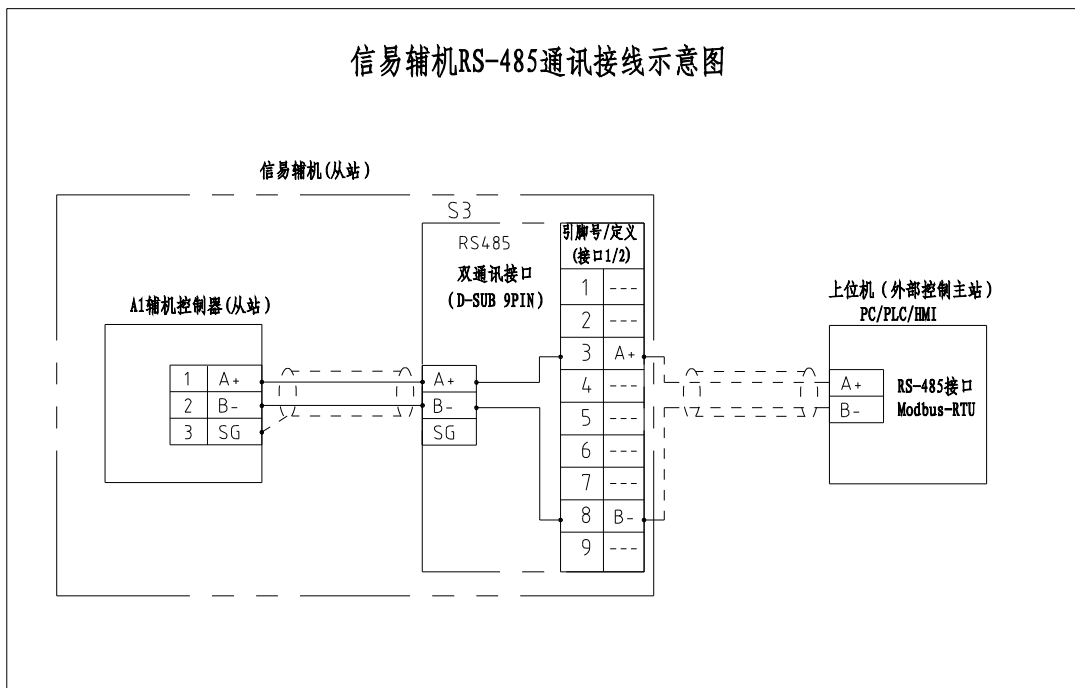 信易辅机RS-485通讯接线示意图
信易辅机(从站)
S3
RS485
双通讯接口
(D-SUB 9PIN)
引脚号/定义
(接口1/2)
1 ---
2 ---
3 A+
4 ---
5 ---
6 ---
7 ---
8 B-
9 ---
A1辅机控制器(从站)
1 A+
2 B-
3 SG
A+
B-
SG
上位机(外部控制主站)
PC/PLC/HMI
A+
B-
RS-485接口
Modbus-RTU